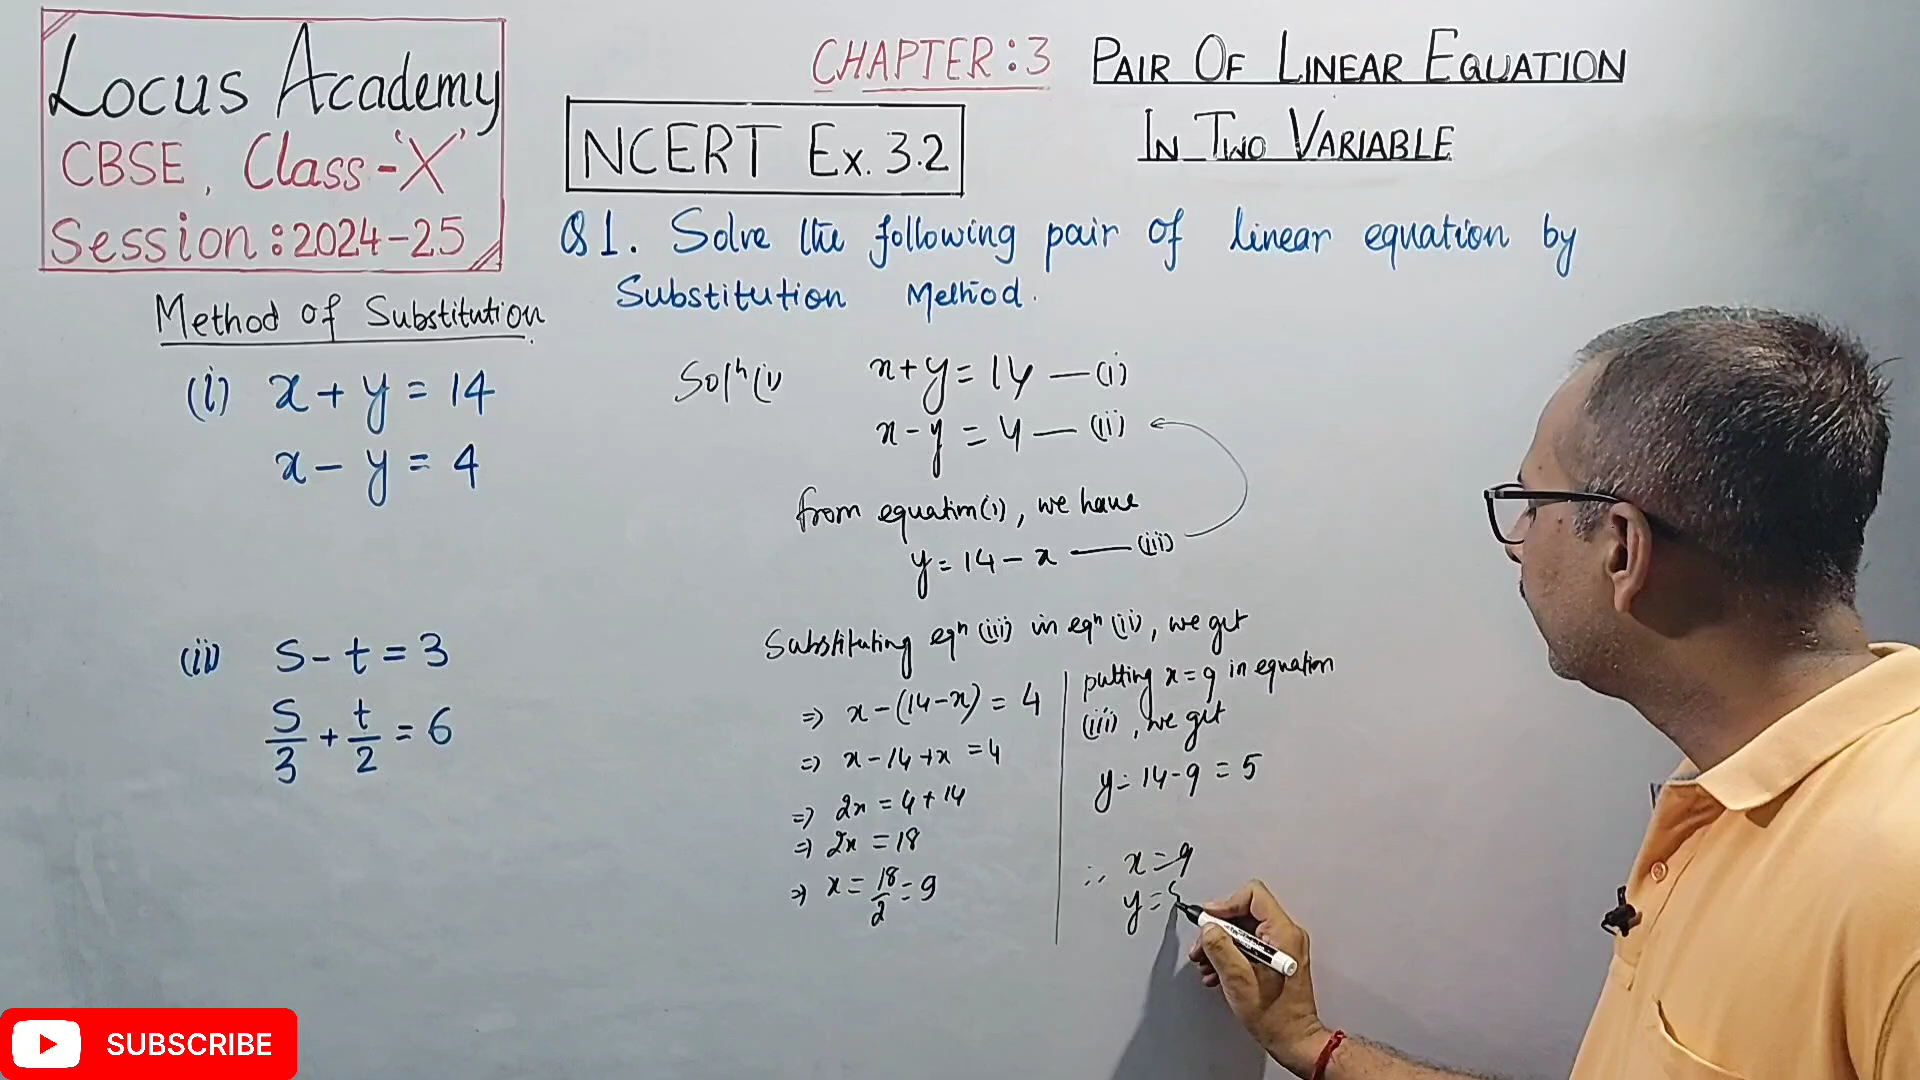 Locus Academy
CBSE, Class-'X'
Session:2024-25
CHAPTER:3 PAIR OF LINEAR EQUATION
IN TWO VARIABLE
NCERT Ex. 3.2
Q1. Solve the following pair of linear equation by
Substitution Method.
Method of Substitution
(i) x + y = 14
x - y = 4
(ii) s - t = 3
s/3 + t/2 = 6
Solⁿ(i) x+y = 14 — (i)
x-y = 4 — (ii)
from equation(i), we have
y = 14 - x — (iii)
Substituting eqⁿ (iii) in eqⁿ (ii), we get
=> x-(14-x) = 4
=> x-14+x = 4
=> 2x = 4+14
=> 2x = 18
=> x = 18/2 = 9
putting x=9 in equation
(iii), we get
y = 14-9 = 5
∴ x=9
y=5
SUBSCRIBE